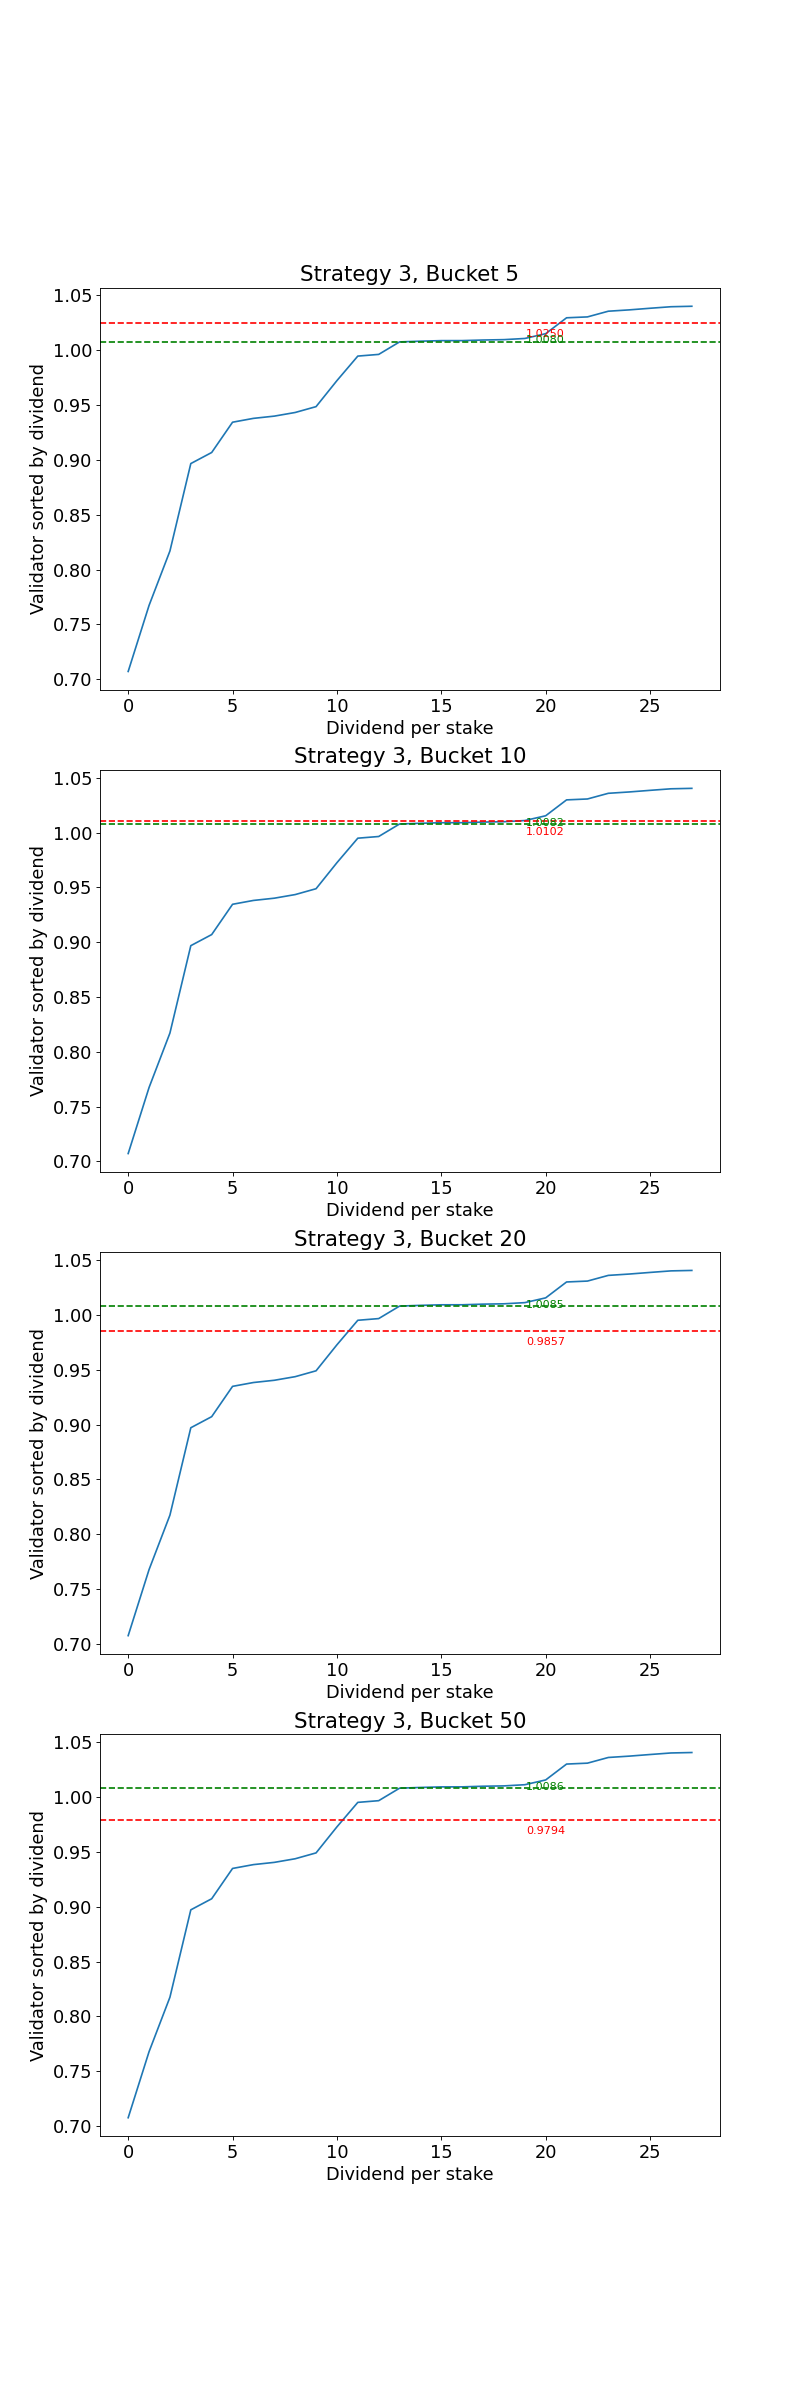 Strategy 3, Bucket 5
1.05
1.00
0.95
0.90
0.85
0.80
0.75
0.70
Validator sorted by dividend
1.0250
1.0080
0 5 10 15 20 25
Dividend per stake
Strategy 3, Bucket 10
1.05
1.00
0.95
0.90
0.85
0.80
0.75
0.70
Validator sorted by dividend
1.0082
1.0102
0 5 10 15 20 25
Dividend per stake
Strategy 3, Bucket 20
1.05
1.00
0.95
0.90
0.85
0.80
0.75
0.70
Validator sorted by dividend
1.0085
0.9857
0 5 10 15 20 25
Dividend per stake
Strategy 3, Bucket 50
1.05
1.00
0.95
0.90
0.85
0.80
0.75
0.70
Validator sorted by dividend
1.0086
0.9794
0 5 10 15 20 25
Dividend per stake